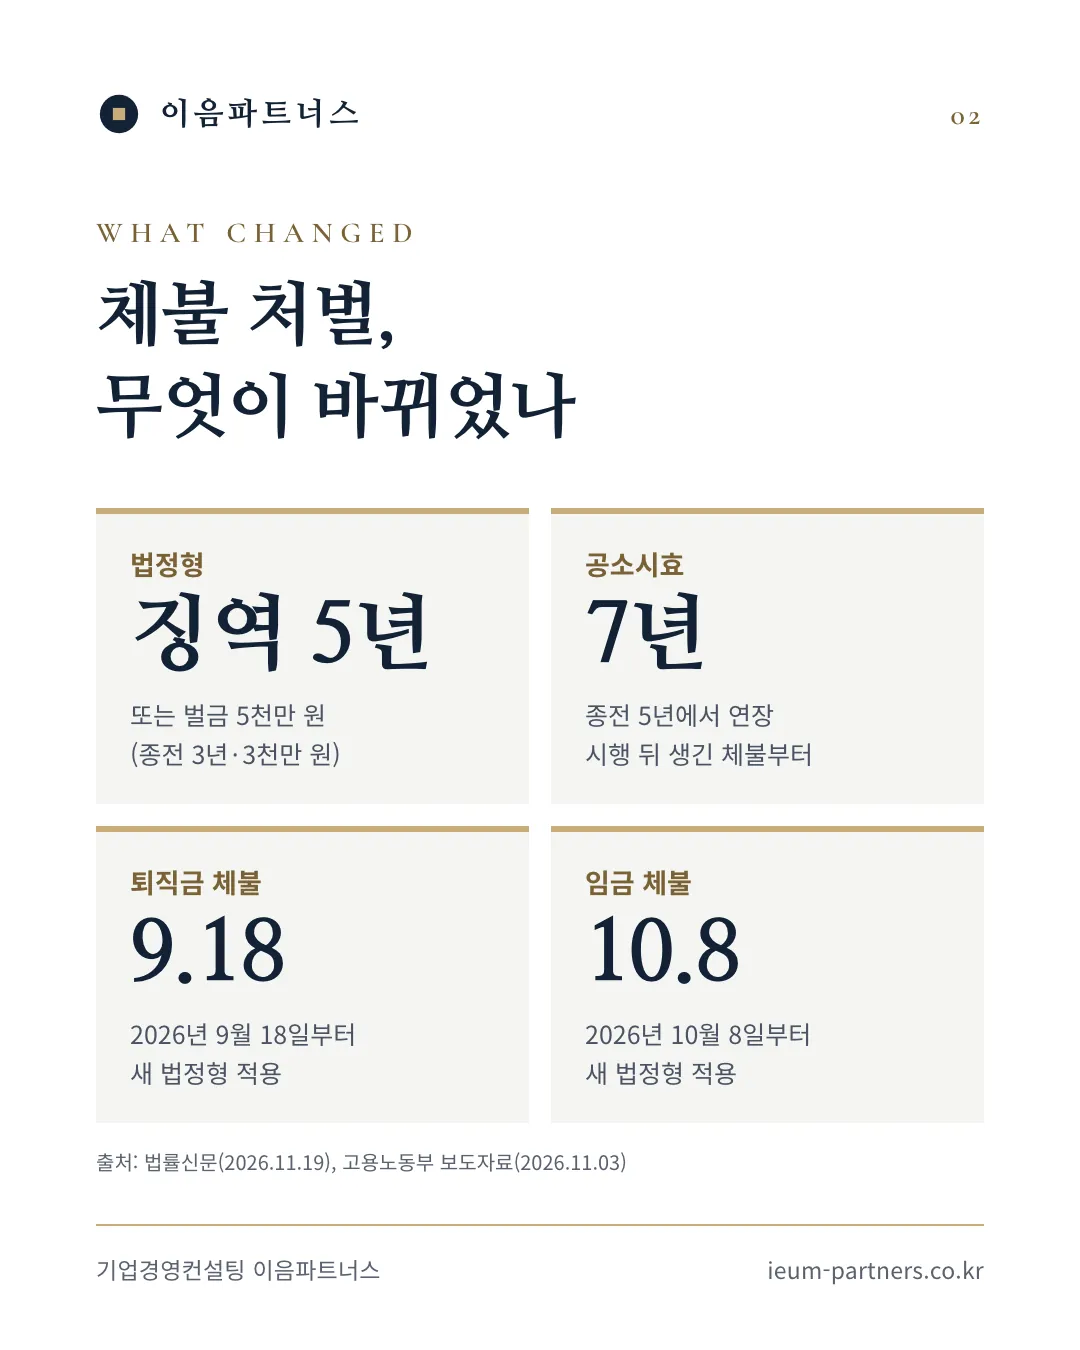 이음파트너스
02
WHAT CHANGED
체불 처벌,
무엇이 바뀌었나
법정형
징역 5년
또는 벌금 5천만 원
(종전 3년·3천만 원)
공소시효
7년
종전 5년에서 연장
시행 뒤 생긴 체불부터
퇴직금 체불
9.18
2026년 9월 18일부터
새 법정형 적용
임금 체불
10.8
2026년 10월 8일부터
새 법정형 적용
출처: 법률신문(2026.11.19), 고용노동부 보도자료(2026.11.03)
기업경영컨설팅 이음파트너스
ieum-partners.co.kr